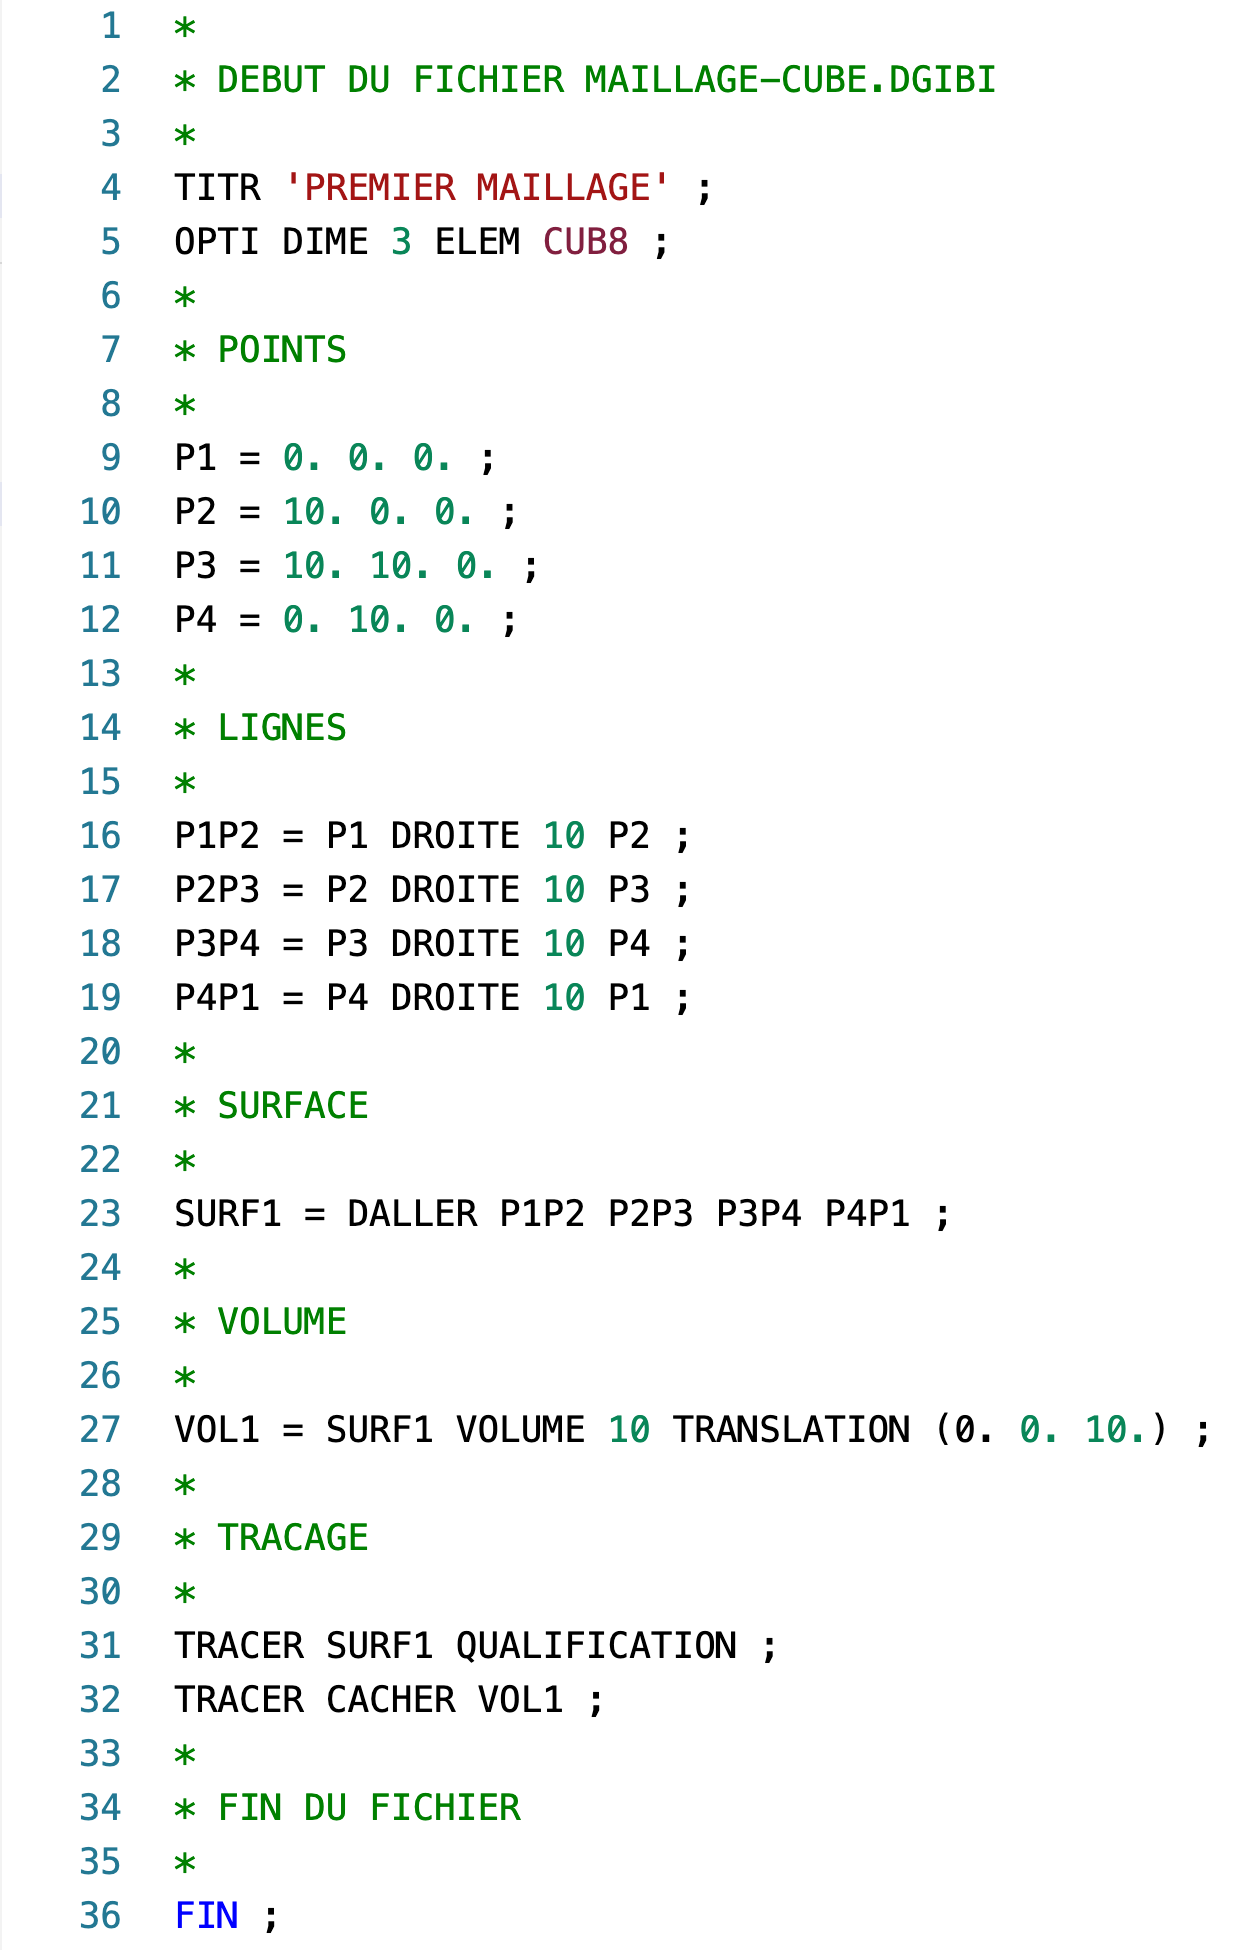 1 *
2 * DEBUT DU FICHIER MAILLAGE-CUBE.DGIBI
3 *
4 TITR 'PREMIER MAILLAGE' ;
5 OPTI DIME 3 ELEM CUB8 ;
6 *
7 * POINTS
8 *
9 P1 = 0. 0. 0. ;
10 P2 = 10. 0. 0. ;
11 P3 = 10. 10. 0. ;
12 P4 = 0. 10. 0. ;
13 *
14 * LIGNES
15 *
16 P1P2 = P1 DROITE 10 P2 ;
17 P2P3 = P2 DROITE 10 P3 ;
18 P3P4 = P3 DROITE 10 P4 ;
19 P4P1 = P4 DROITE 10 P1 ;
20 *
21 * SURFACE
22 *
23 SURF1 = DALLER P1P2 P2P3 P3P4 P4P1 ;
24 *
25 * VOLUME
26 *
27 VOL1 = SURF1 VOLUME 10 TRANSLATION (0. 0. 10.) ;
28 *
29 * TRACAGE
30 *
31 TRACER SURF1 QUALIFICATION ;
32 TRACER CACHER VOL1 ;
33 *
34 * FIN DU FICHIER
35 *
36 FIN ;